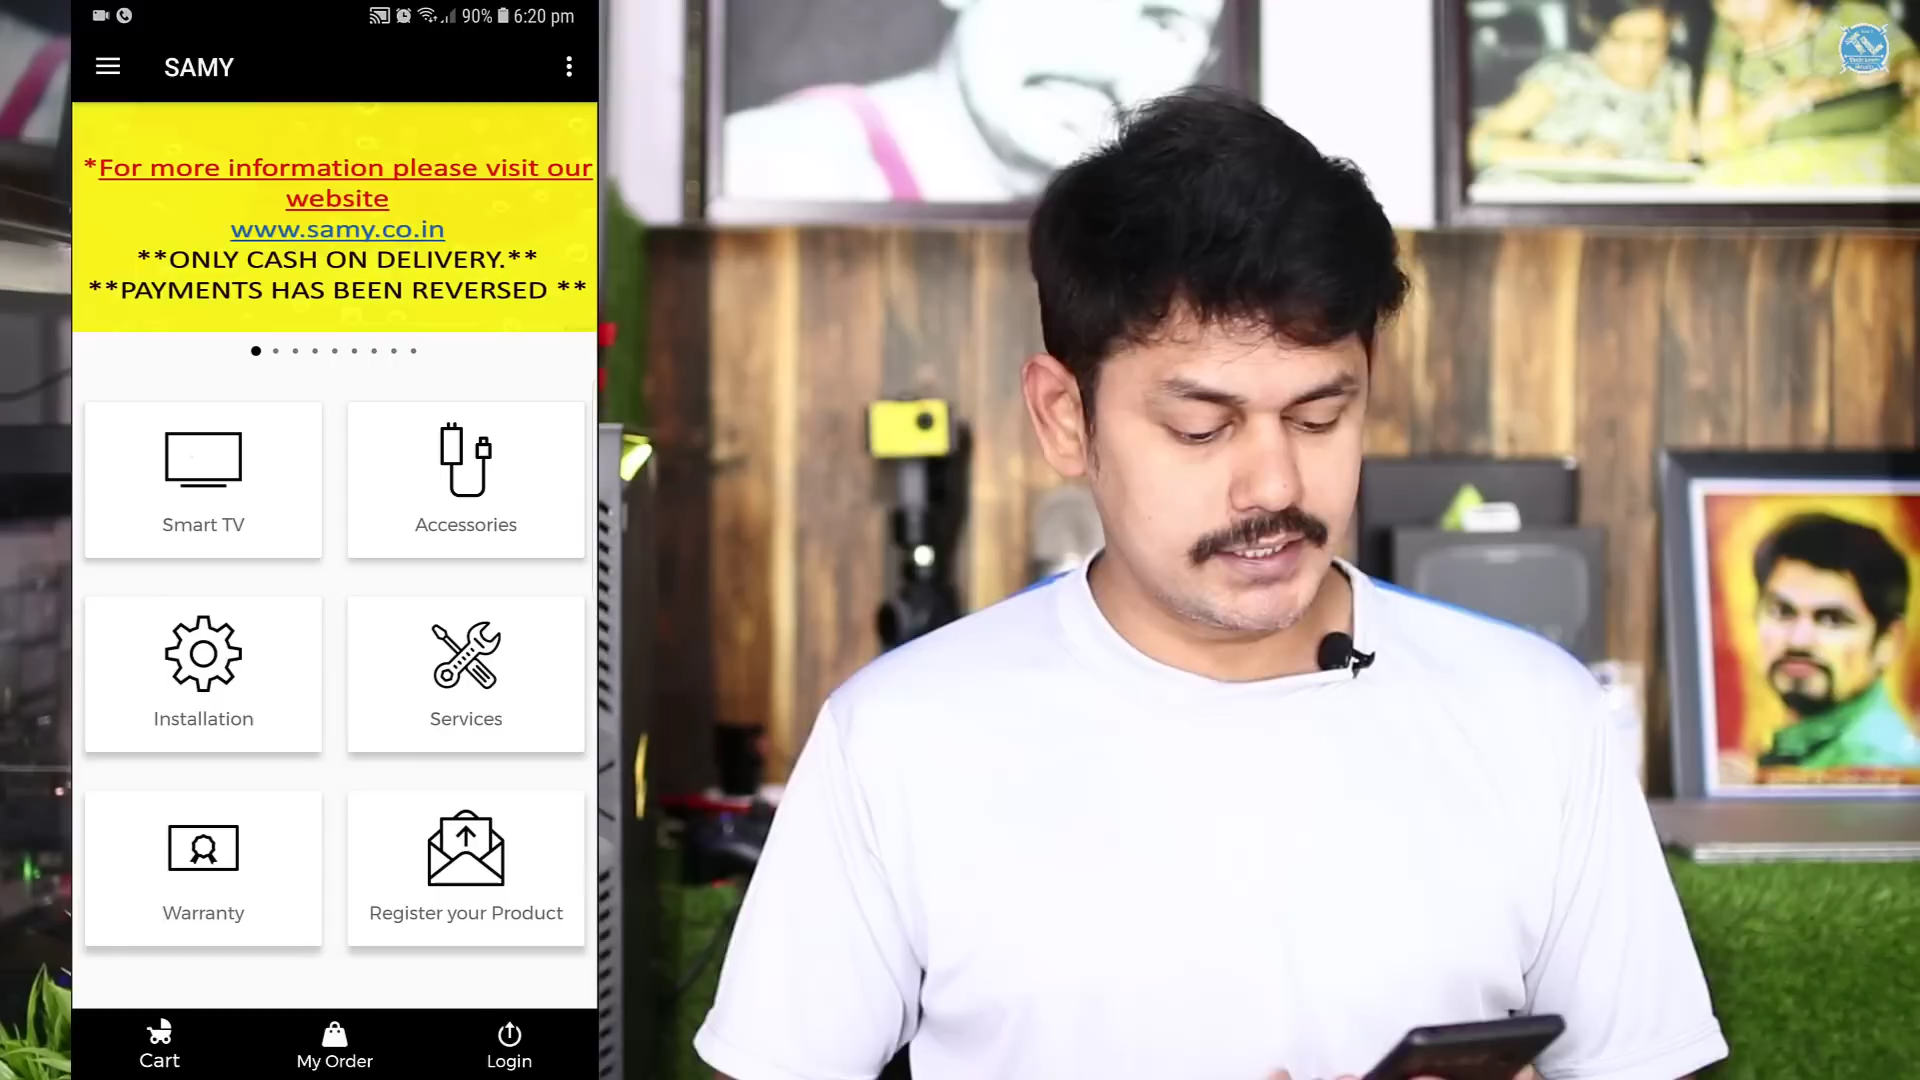 90% 6:20 pm
SAMY
*For more information please visit our
website
www.samy.co.in
**ONLY CASH ON DELIVERY.**
**PAYMENTS HAS BEEN REVERSED **
Smart TV
Accessories
Installation
Services
Warranty
Register your Product
Cart
My Order
Login